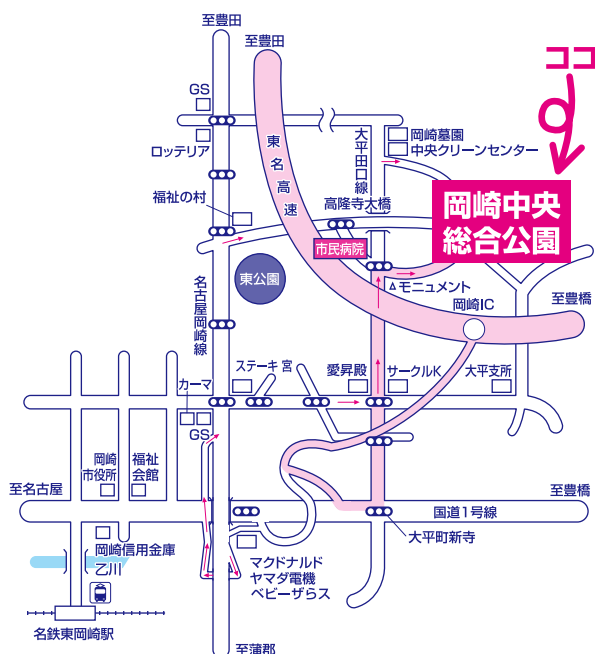 至豊田
至豊田
ココ
GS
ロッテリア
東名高速
大平田口線
岡崎墓園
中央クリーンセンター
福祉の村
高隆寺大橋
岡崎中央
総合公園
市民病院
東公園
モニュメント
岡崎IC
至豊橋
名古屋岡崎線
ステーキ宮
愛昇殿
サークルK
大平支所
カーマ
GS
岡崎
市役所
福祉
会館
至名古屋
至豊橋
国道1号線
大平町新寺
岡崎信用金庫
乙川
マクドナルド
ヤマダ電機
ベビーザらス
名鉄東岡崎駅
至蒲郡